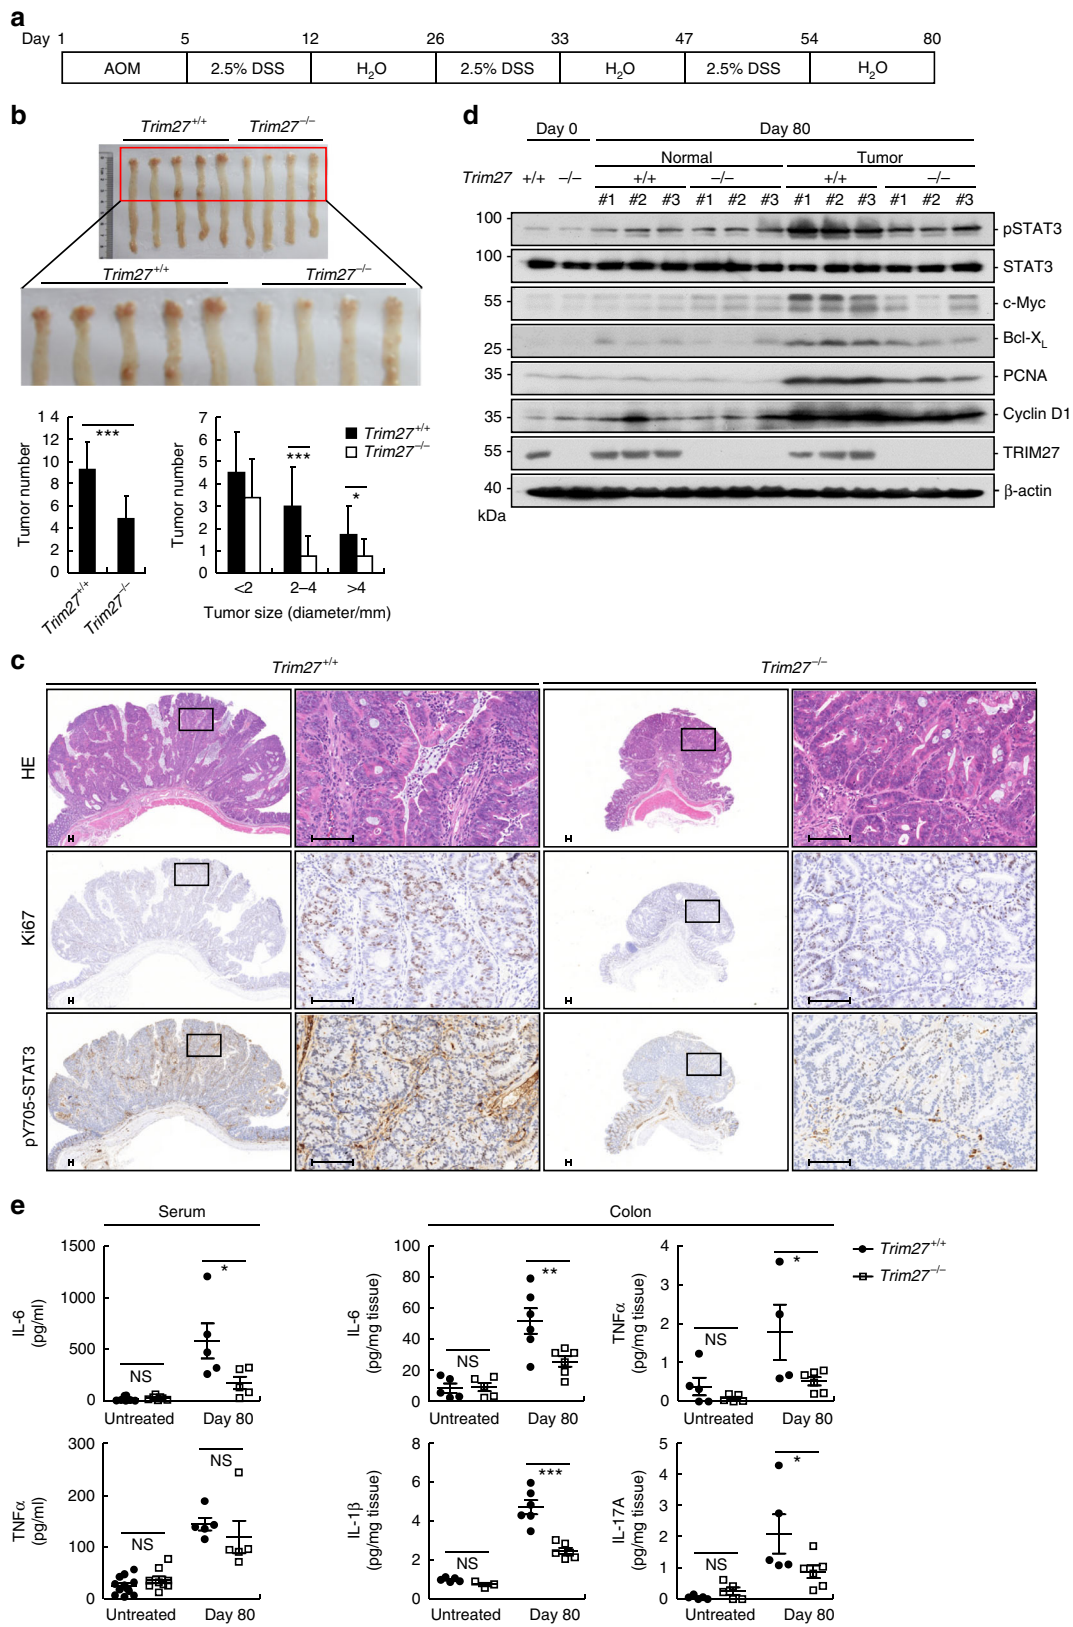 a
Day 1 5 12 26 33 47 54 80
AOM 2.5% DSS H2O 2.5% DSS H2O 2.5% DSS H2O
b
Trim27+/+ Trim27–/–
Trim27+/+ Trim27–/–
Tumor number
1 4
12
10
8
6
4
2
0
***
Trim27+/+
Trim27–/–
Tumor number
7
6
5
4
3
2
1
0
***
*
Trim27+/+
Trim27–/–
<2 2–4 >4
Tumor size (diameter/mm)
d
Day 0 Day 80
Normal Tumor
Trim27 +/+ –/– +/+ –/– +/+ –/–
#1 #2 #3 #1 #2 #3 #1 #2 #3 #1 #2 #3
100 pSTAT3
100 STAT3
55 c-Myc
25 Bcl-XL
35 PCNA
35 Cyclin D1
55 TRIM27
40 β-actin
kDa
c
Trim27+/+ Trim27–/–
HE
Ki67
pY705-STAT3
e
Serum Colon
Trim27+/+
Trim27–/–
IL-6
(pg/ml)
1500
1000
500
0
NS
*
Untreated Day 80
IL-6
(pg/mg tissue)
100
80
60
40
20
0
NS
**
Untreated Day 80
TNFα
(pg/mg tissue)
4
3
2
1
0
NS
*
Untreated Day 80
TNFα
(pg/ml)
300
200
100
0
NS
NS
Untreated Day 80
IL-1β
(pg/mg tissue)
8
6
4
2
0
NS
***
Untreated Day 80
IL-17A
(pg/mg tissue)
5
4
3
2
1
0
NS
*
Untreated Day 80